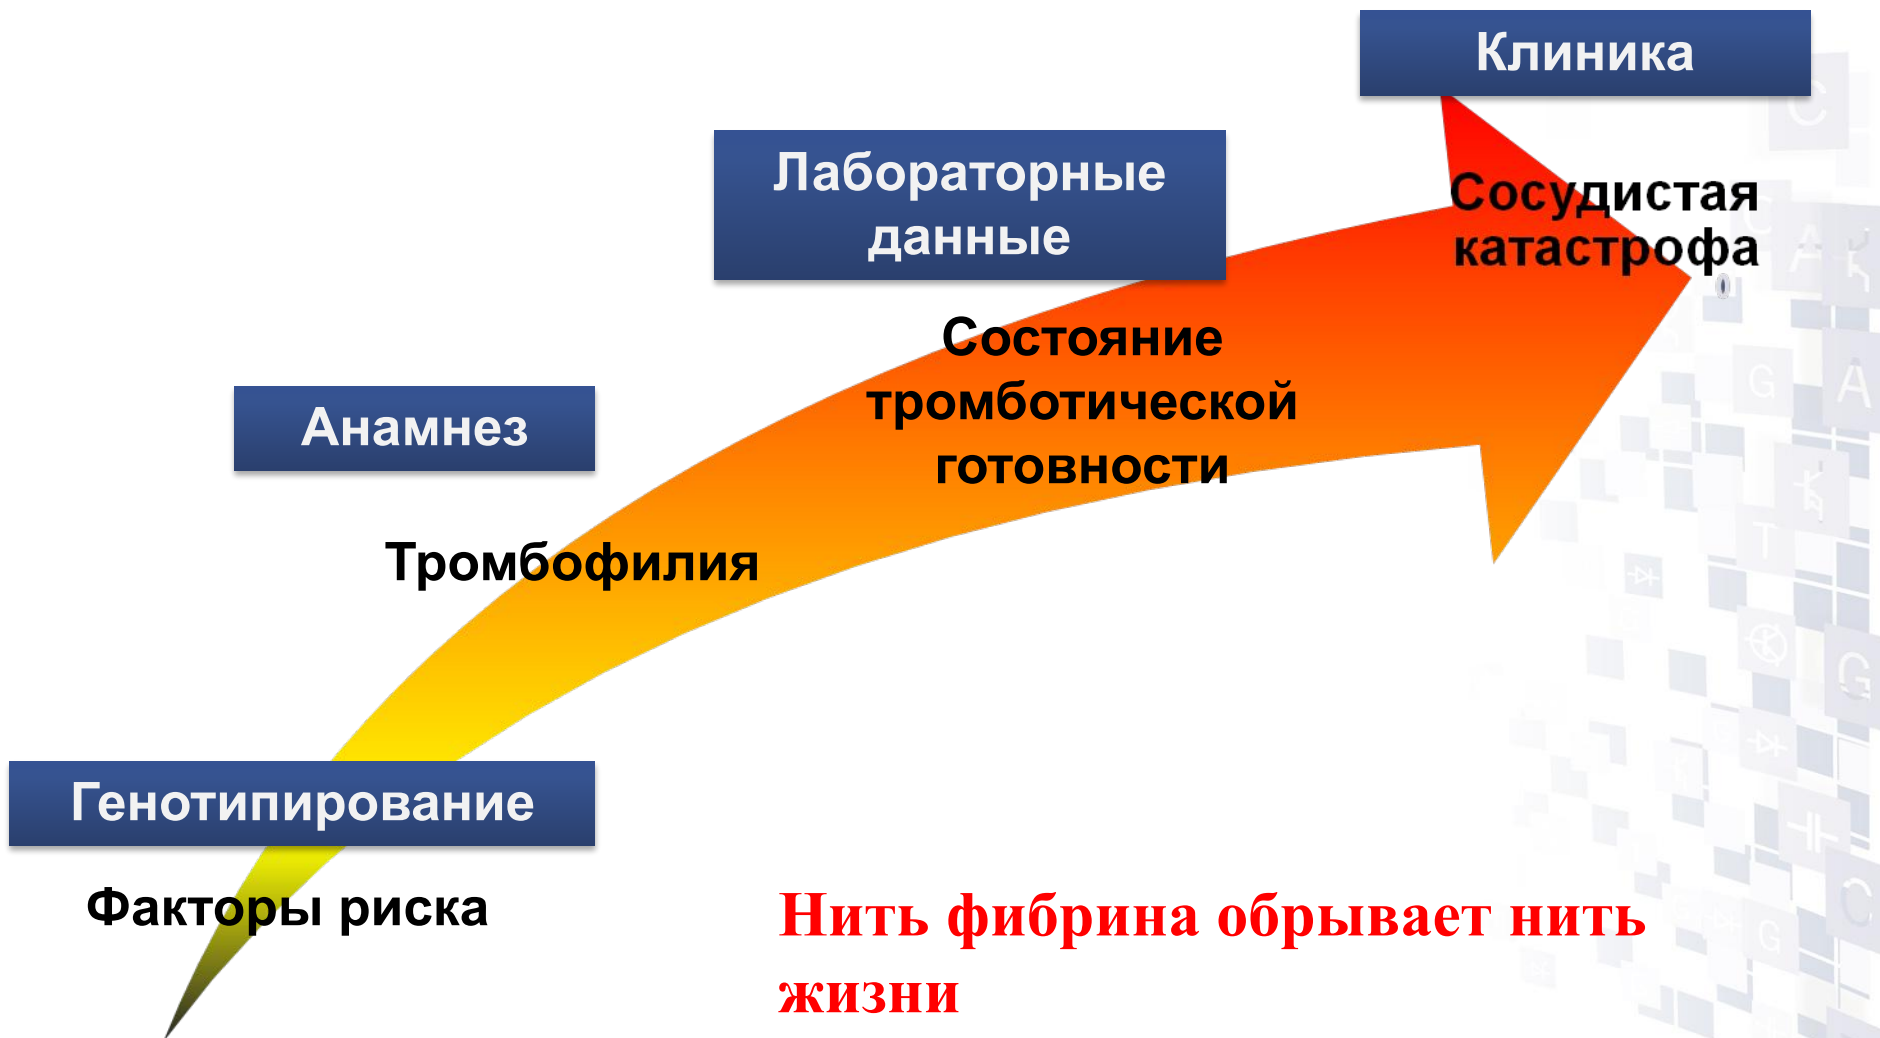 Клиника
Лабораторные
данные
Сосудистая
катастрофа
Состояние
тромботической
готовности
Анамнез
Тромбофилия
Генотипирование
Факторы риска
Нить фибрина обрывает нить
жизни